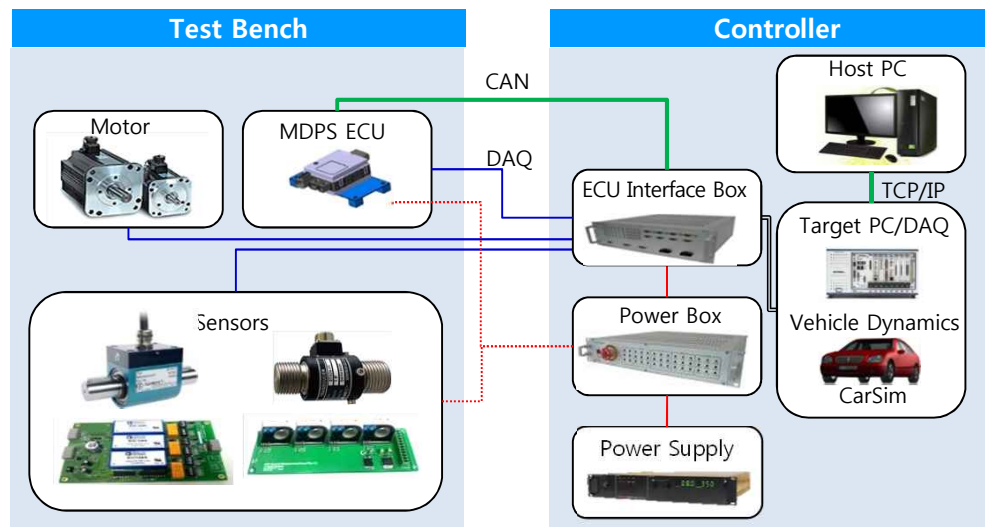 Test Bench
Controller
CAN
Host PC
Motor
MDPS ECU
DAQ
ECU Interface Box
TCP/IP
Target PC/DAQ
Sensors
Power Box
Vehicle Dynamics
CarSim
Power Supply